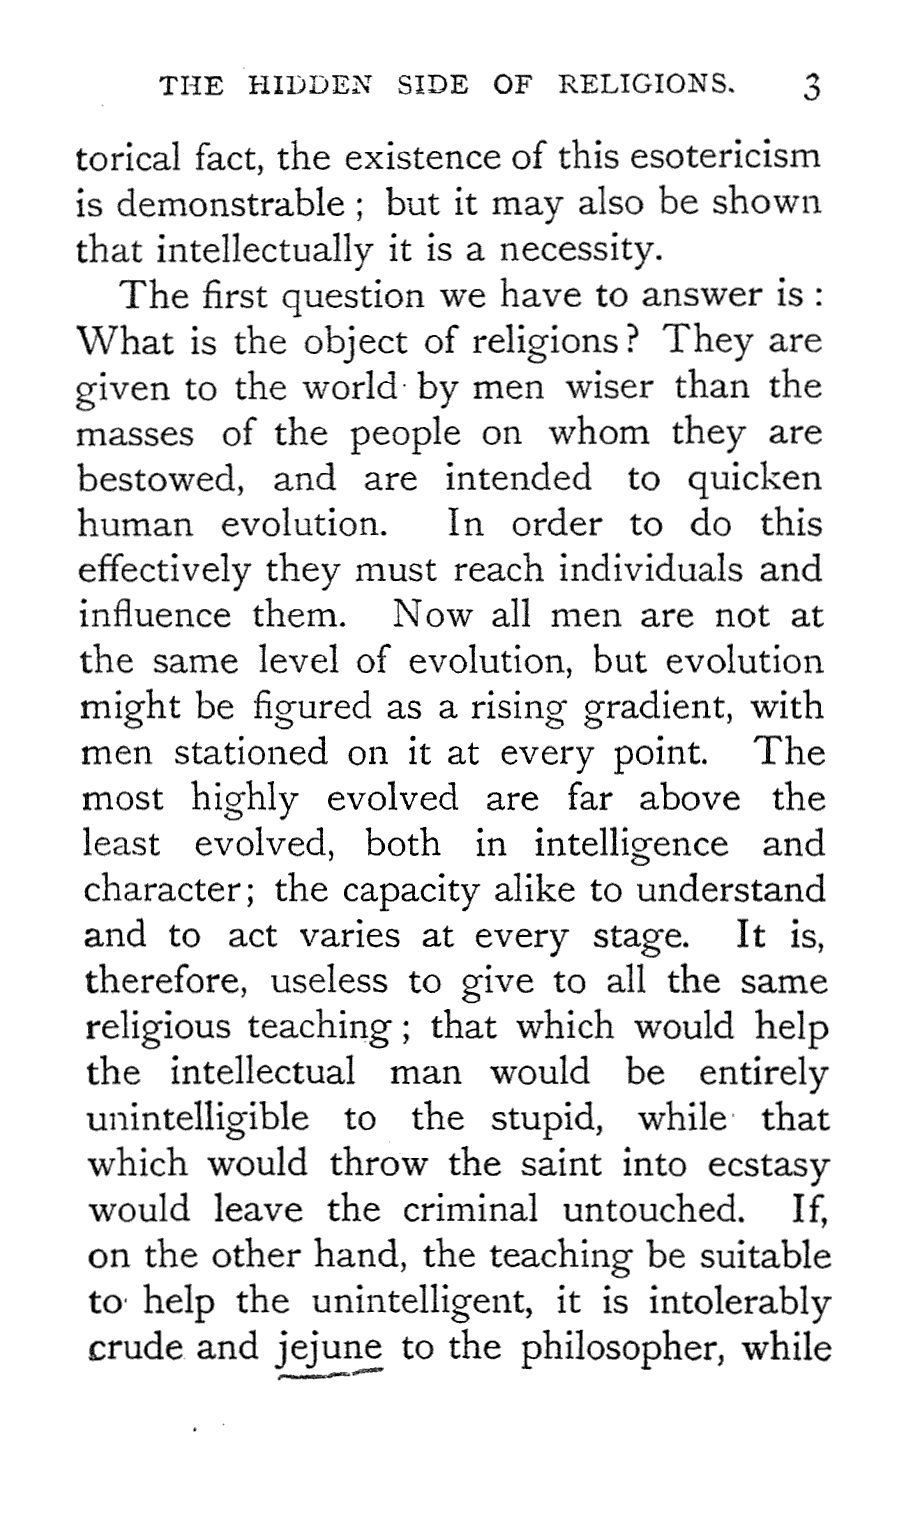 THE HIDDEN SIDE OF RELIGIONS. 3
torical fact, the existence of this esotericism
is demonstrable ; but it may also be shown
that intellectually it is a necessity.
The first question we have to answer is :
What is the object of religions ? They are
given to the world by men wiser than the
masses of the people on whom they are
bestowed, and are intended to quicken
human evolution. In order to do this
effectively they must reach individuals and
influence them. Now all men are not at
the same level of evolution, but evolution
might be figured as a rising gradient, with
men stationed on it at every point. The
most highly evolved are far above the
least evolved, both in intelligence and
character ; the capacity alike to understand
and to act varies at every stage. It is,
therefore, useless to give to all the same
religious teaching ; that which would help
the intellectual man would be entirely
unintelligible to the stupid, while that
which would throw the saint into ecstasy
would leave the criminal untouched. If,
on the other hand, the teaching be suitable
to help the unintelligent, it is intolerably
crude and jejune to the philosopher, while